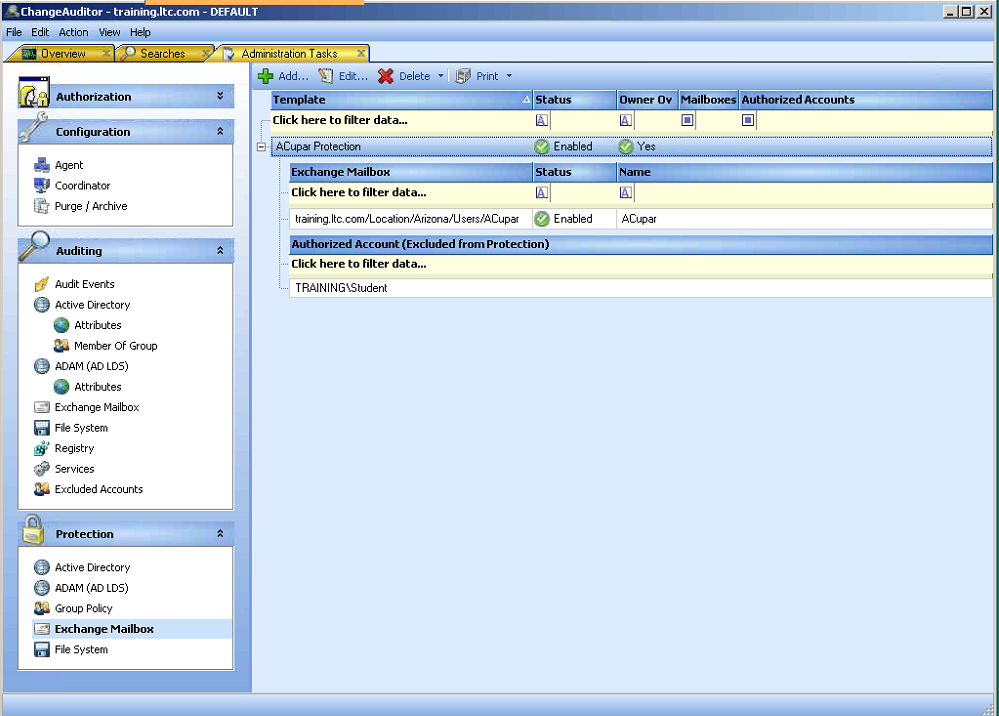 ChangeAuditor - training.ltc.com - DEFAULT
File Edit Action View Help
Overview Searches Administration Tasks
Add... Edit... Delete Print
Authorization
Configuration
Agent
Coordinator
Purge / Archive
Auditing
Audit Events
Active Directory
Attributes
Member Of Group
ADAM (AD LDS)
Attributes
Exchange Mailbox
File System
Registry
Services
Excluded Accounts
Protection
Active Directory
ADAM (AD LDS)
Group Policy
Exchange Mailbox
File System
Template Status Owner Ov Mailboxes Authorized Accounts
Click here to filter data...
ACupar Protection Enabled Yes
Exchange Mailbox Status Name
Click here to filter data...
training.ltc.com/Location/Arizona/Users/ACupar Enabled ACupar
Authorized Account (Excluded from Protection)
Click here to filter data...
TRAINING\Student